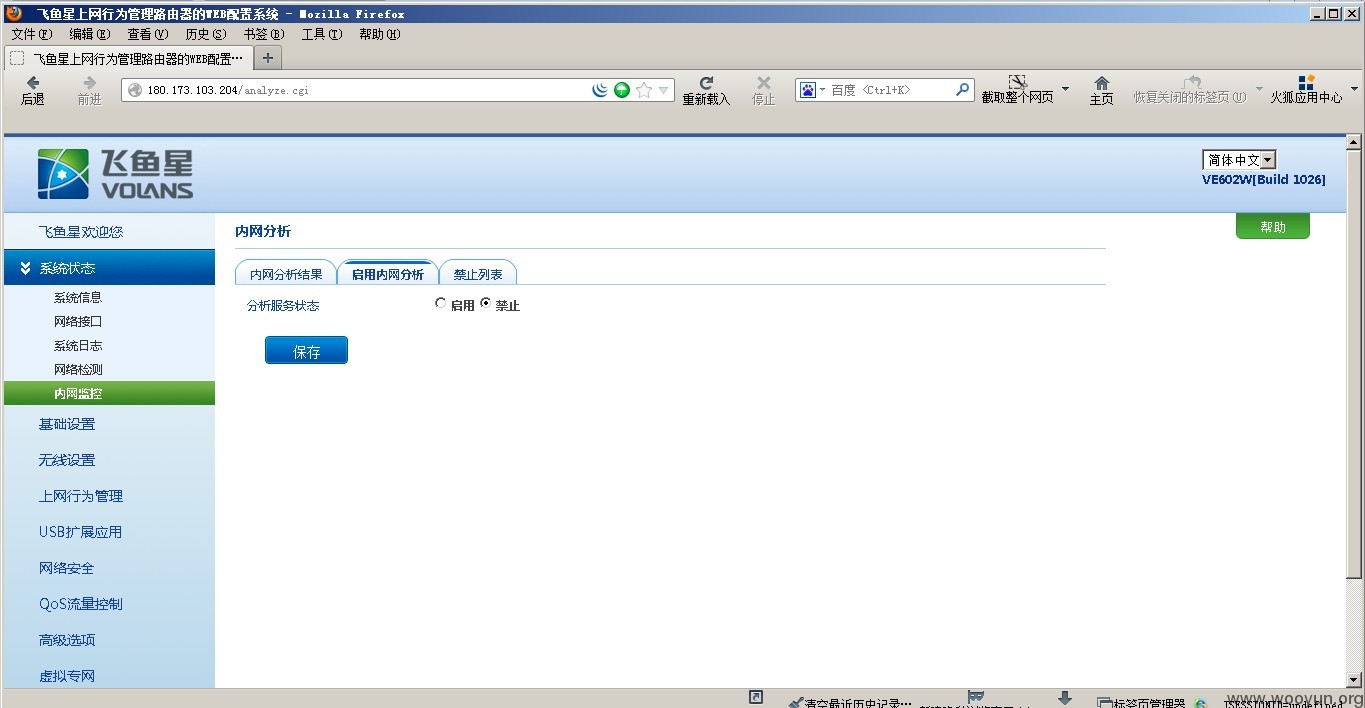 飞鱼星上网行为管理路由器的WEB配置系统 - Mozilla Firefox
文件(F) 编辑(E) 查看(V) 历史(S) 书签(B) 工具(T) 帮助(H)
飞鱼星上网行为管理路由器的WEB配置… +
后退 前进 180.173.103.204/analyze.cgi 重新载入 停止 百度 <Ctrl+K> 截取整个网页 主页 恢复关闭的标签页(U) 火狐应用中心
飞鱼星
VOLANS
简体中文
VE602W[Build 1026]
帮助
飞鱼星欢迎您
系统状态
系统信息
网络接口
系统日志
网络检测
内网监控
基础设置
无线设置
上网行为管理
USB扩展应用
网络安全
QoS流量控制
高级选项
虚拟专网
内网分析
内网分析结果 启用内网分析 禁止列表
分析服务状态 启用 禁止
保存
清空最近历史记录… 标签页管理器 JSESSIONID=undefined
www.wooyun.org